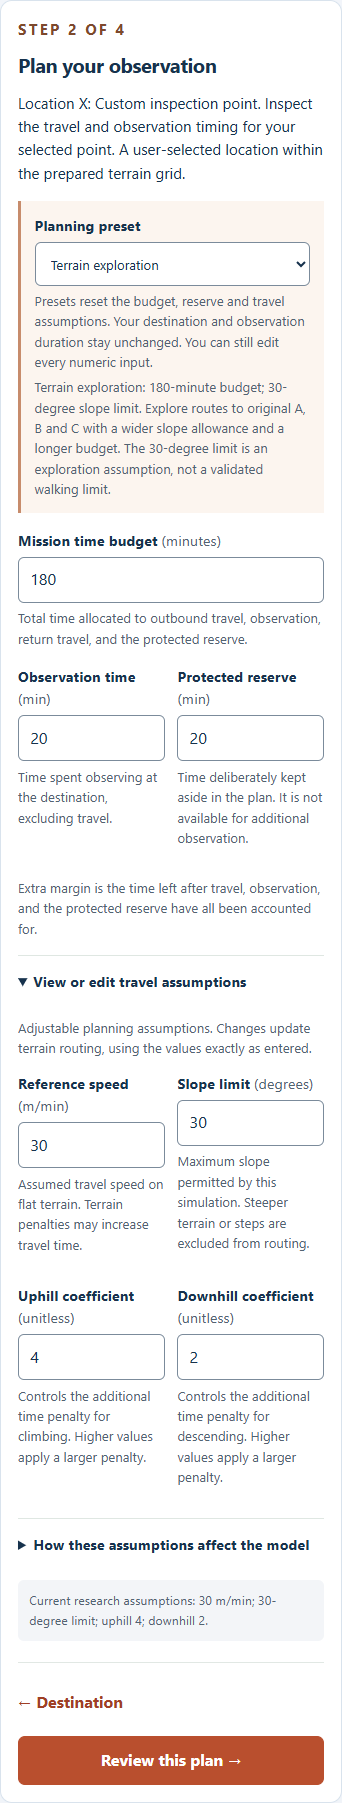 STEP 2 OF 4
Plan your observation
Location X: Custom inspection point. Inspect
the travel and observation timing for your
selected point. A user-selected location within
the prepared terrain grid.
Planning preset
Terrain exploration
Presets reset the budget, reserve and travel
assumptions. Your destination and observation
duration stay unchanged. You can still edit
every numeric input.
Terrain exploration: 180-minute budget; 30-
degree slope limit. Explore routes to original A,
B and C with a wider slope allowance and a
longer budget. The 30-degree limit is an
exploration assumption, not a validated
walking limit.
Mission time budget (minutes)
180
Total time allocated to outbound travel, observation,
return travel, and the protected reserve.
Observation time
(min)
20
Time spent observing at
the destination,
excluding travel.
Protected reserve
(min)
20
Time deliberately kept
aside in the plan. It is not
available for additional
observation.
Extra margin is the time left after travel, observation,
and the protected reserve have all been accounted
for.
▼ View or edit travel assumptions
Adjustable planning assumptions. Changes update
terrain routing, using the values exactly as entered.
Reference speed
(m/min)
30
Assumed travel speed on
flat terrain. Terrain
penalties may increase
travel time.
Slope limit (degrees)
30
Maximum slope
permitted by this
simulation. Steeper
terrain or steps are
excluded from routing.
Uphill coefficient
(unitless)
4
Controls the additional
time penalty for
climbing. Higher values
apply a larger penalty.
Downhill coefficient
(unitless)
2
Controls the additional
time penalty for
descending. Higher
values apply a larger
penalty.
▶ How these assumptions affect the model
Current research assumptions: 30 m/min; 30-
degree limit; uphill 4; downhill 2.
← Destination
Review this plan →